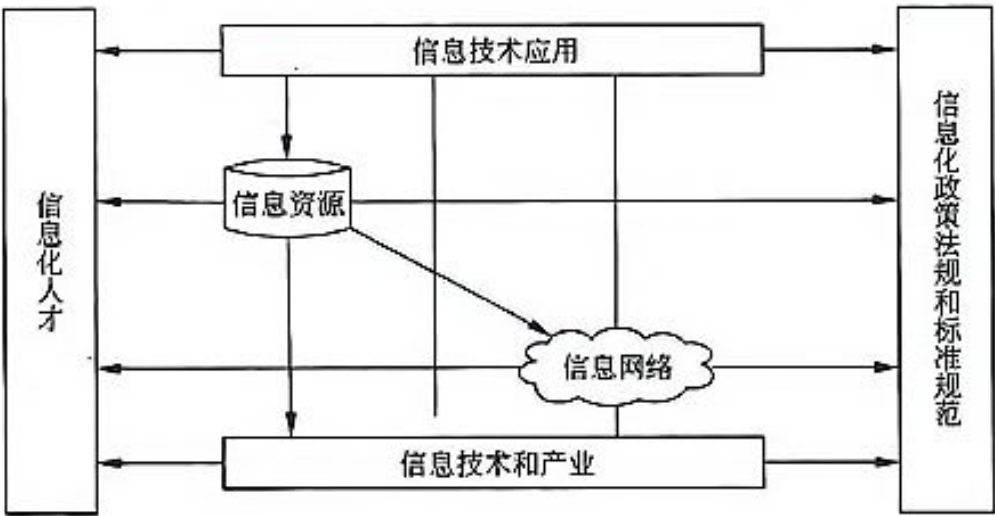 信息技术应用
信息化人才
信息资源
信息网络
信息技术和产业
信息化政策法规和标准规范